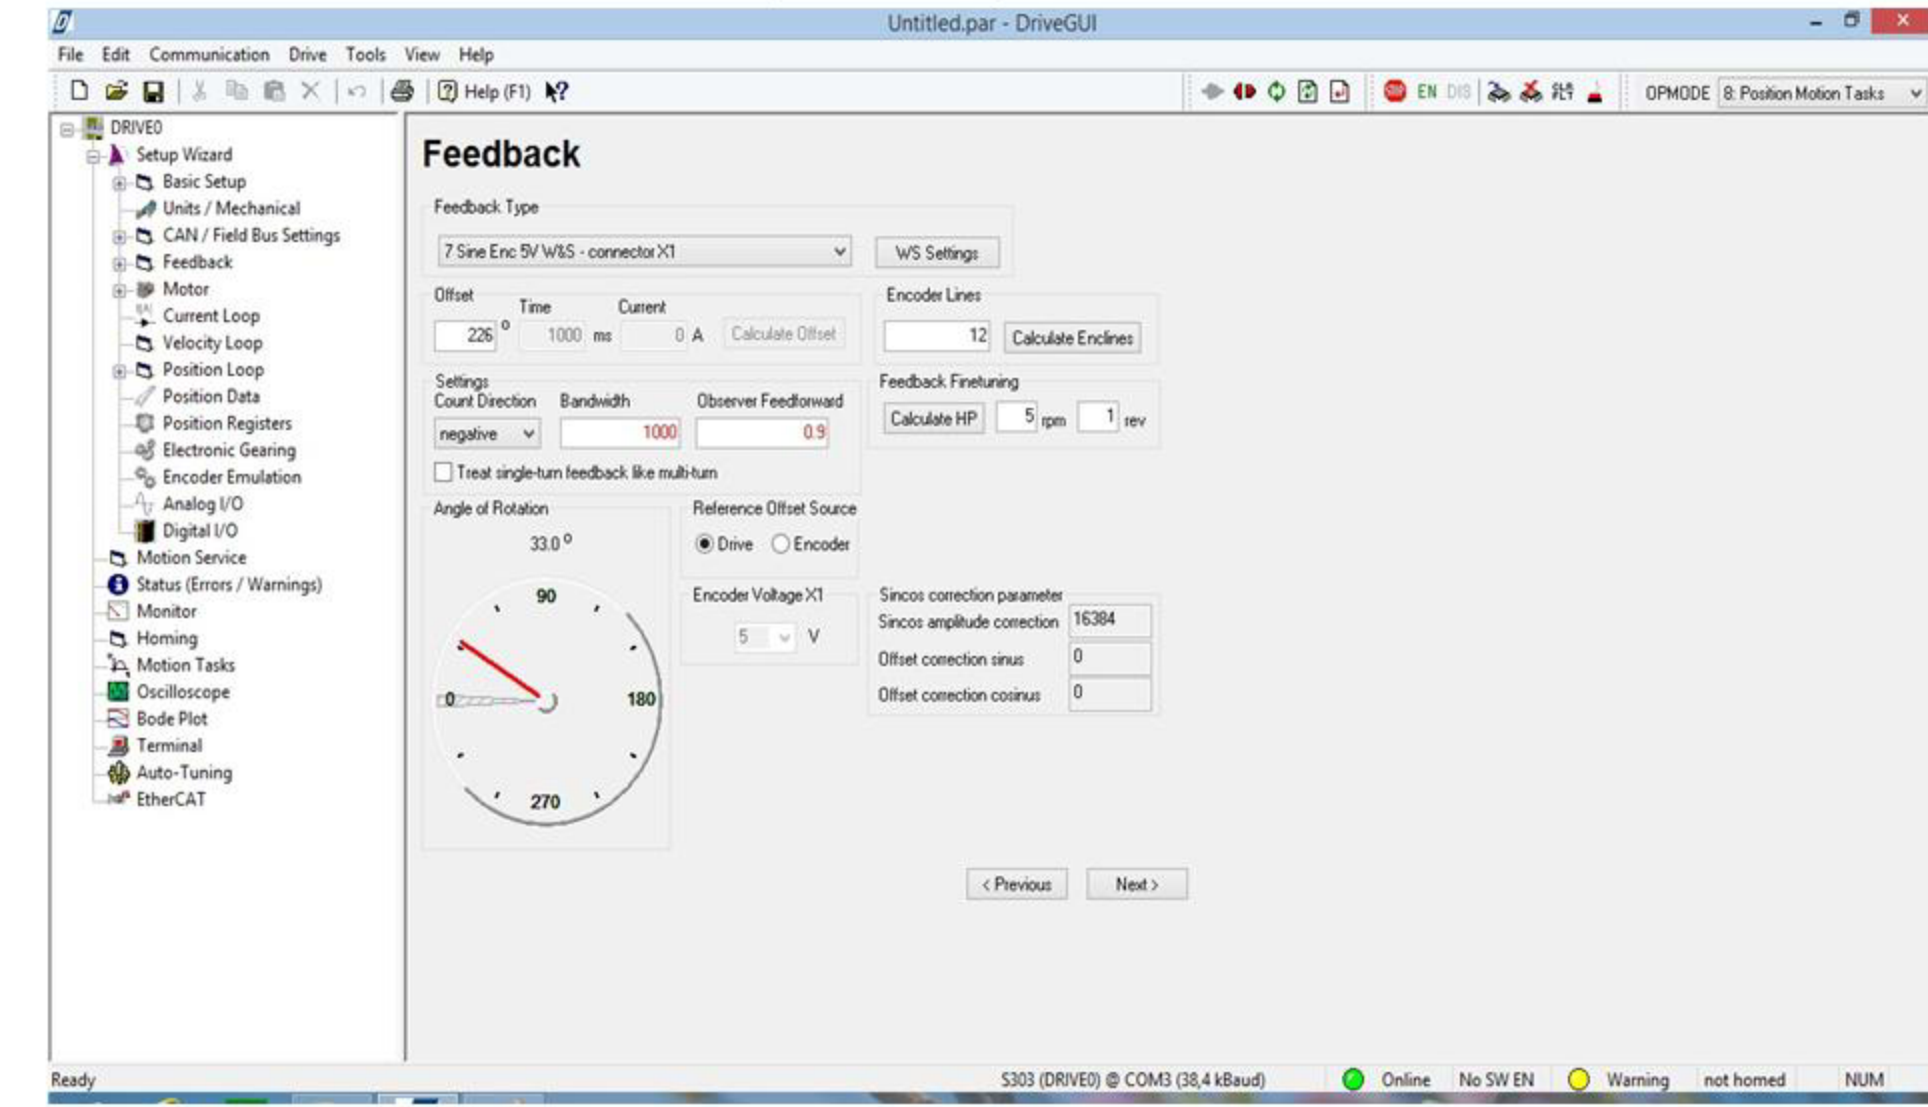 Untitled.par - DriveGUI
File Edit Communication Drive Tools View Help
Help (F1)
EN DIS
OPMODE 8: Position Motion Tasks
DRIVE0
Setup Wizard
Basic Setup
Units / Mechanical
CAN / Field Bus Settings
Feedback
Motor
Current Loop
Velocity Loop
Position Loop
Position Data
Position Registers
Electronic Gearing
Encoder Emulation
Analog I/O
Digital I/O
Motion Service
Status (Errors / Warnings)
Monitor
Homing
Motion Tasks
Oscilloscope
Bode Plot
Terminal
Auto-Tuning
EtherCAT
Feedback
Feedback Type
7 Sine Enc 5V W&S - connector X1
WS Settings
Offset Time Current
226 ° 1000 ms 0 A Calculate Offset
Encoder Lines
12 Calculate Enclines
Settings
Count Direction Bandwidth Observer Feedforward
negative 1000 0.9
Treat single-turn feedback like multi-turn
Feedback Finetuning
Calculate HP 5 rpm 1 rev
Angle of Rotation
33.0 °
90
0 180
270
Reference Offset Source
Drive Encoder
Encoder Voltage X1
5 V
Sincos correction parameter
Sincos amplitude correction 16384
Offset correction sinus 0
Offset correction cosinus 0
< Previous Next >
Ready S303 (DRIVE0) @ COM3 (38,4 kBaud) Online No SW EN Warning not homed NUM